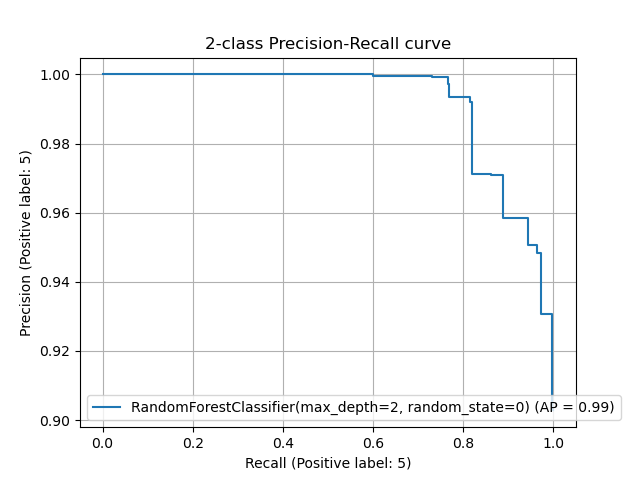 2-class Precision-Recall curve
1.00
0.98
0.96
0.94
0.92
0.90
Precision (Positive label: 5)
RandomForestClassifier(max_depth=2, random_state=0) (AP = 0.99)
0.0 0.2 0.4 0.6 0.8 1.0
Recall (Positive label: 5)